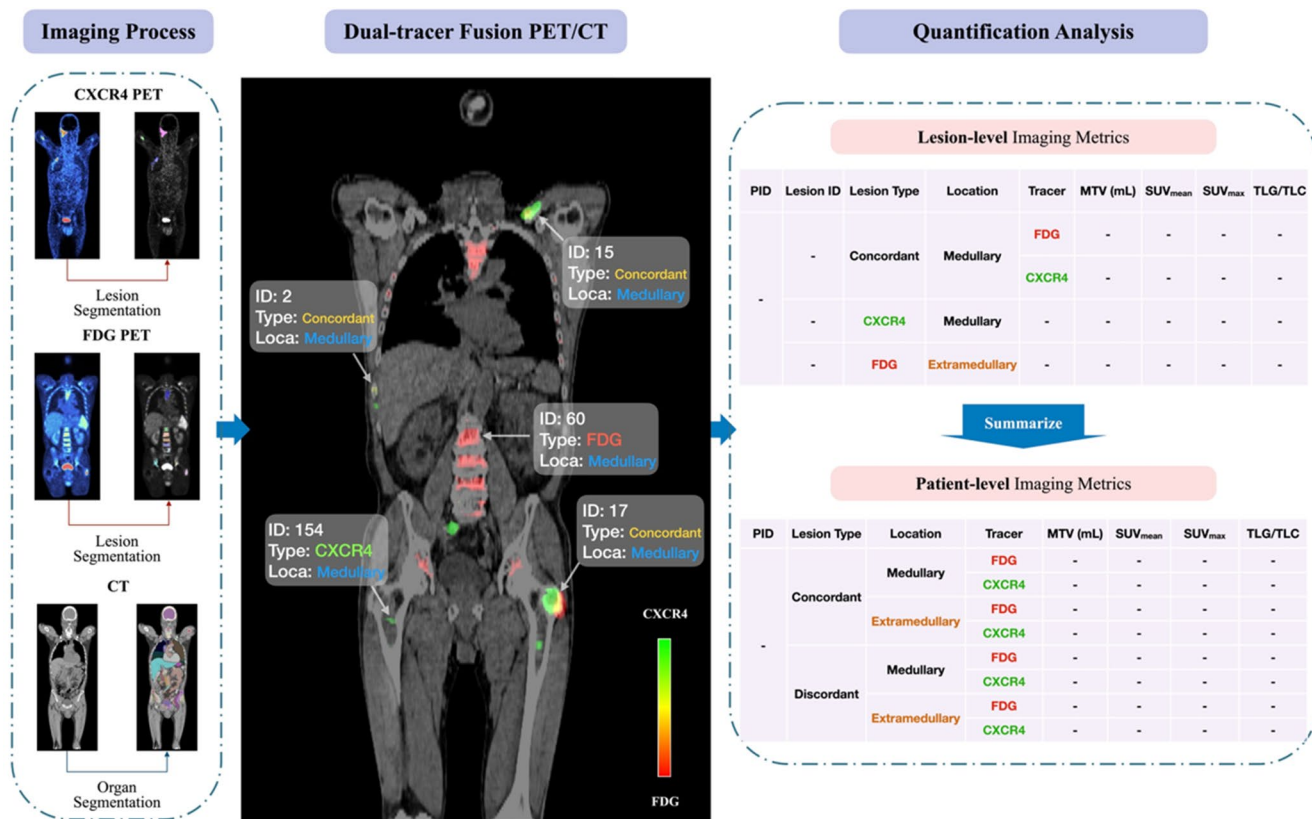 Imaging Process
CXCR4 PET
Lesion
Segmentation
FDG PET
Lesion
Segmentation
CT
Organ
Segmentation
Dual-tracer Fusion PET/CT
ID: 15
Type: Concordant
Loca: Medullary
ID: 2
Type: Concordant
Loca: Medullary
ID: 60
Type: FDG
Loca: Medullary
ID: 154
Type: CXCR4
Loca: Medullary
ID: 17
Type: Concordant
Loca: Medullary
CXCR4
FDG
Quantification Analysis
Lesion-level Imaging Metrics
PID Lesion ID Lesion Type Location Tracer MTV (mL) SUVmean SUVmax TLG/TLC
FDG - - - -
- Concordant Medullary
CXCR4 - - - -
-
- CXCR4 Medullary - - - - -
- FDG Extramedullary - - - - -
Summarize
Patient-level Imaging Metrics
PID Lesion Type Location Tracer MTV (mL) SUVmean SUVmax TLG/TLC
FDG - - - -
Medullary
CXCR4 - - - -
Concordant
FDG - - - -
Extramedullary
CXCR4 - - - -
-
FDG - - - -
Medullary
CXCR4 - - - -
Discordant
FDG - - - -
Extramedullary
CXCR4 - - - -